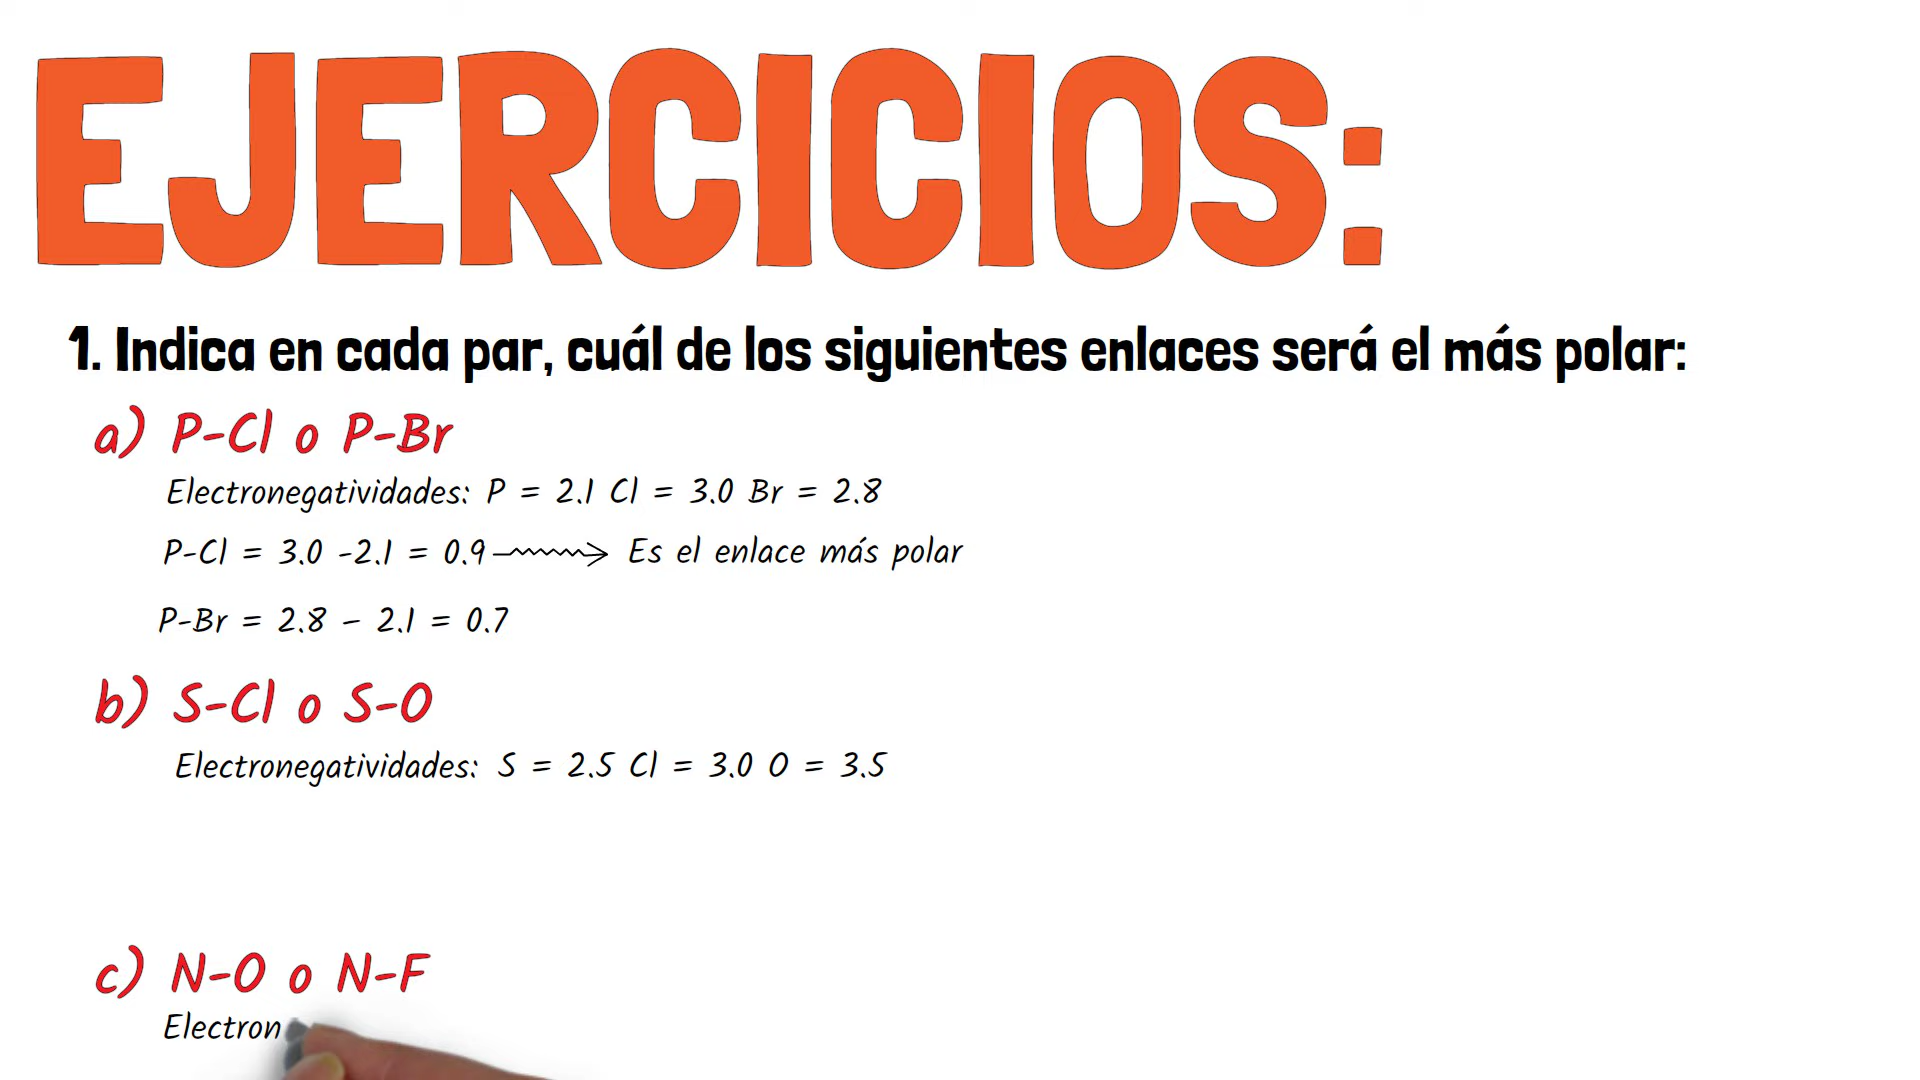 EJERCICIOS:
1. Indica en cada par, cuál de los siguientes enlaces será el más polar:
a) P-Cl o P-Br
Electronegatividades: P = 2.1 Cl = 3.0 Br = 2.8
P-Cl = 3.0 -2.1 = 0.9 Es el enlace más polar
P-Br = 2.8 - 2.1 = 0.7
b) S-Cl o S-O
Electronegatividades: S = 2.5 Cl = 3.0 O = 3.5
c) N-O o N-F
Electron